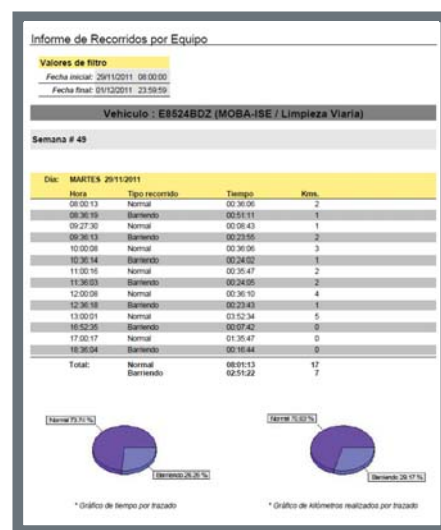 Informe de Recorridos por Equipo
Valores de filtro
Fecha inicial: 29/11/2011 08:00:00
Fecha final: 01/12/2011 23:59:59
Vehículo : E8524BDZ (MOBA-ISE / Limpieza Viaria)
Semana # 49
Día: MARTES 29/11/2011
Hora Tipo recorrido Tiempo Kms.
08:00:13 Normal 00:36:06 2
08:36:19 Barriendo 00:51:11 1
09:27:30 Normal 00:08:43 1
09:36:13 Barriendo 00:23:55 2
10:00:08 Normal 00:36:06 3
10:36:14 Barriendo 00:24:02 1
11:00:16 Normal 00:35:47 2
11:36:03 Barriendo 00:24:05 2
12:00:08 Normal 00:36:10 4
12:36:18 Barriendo 00:23:43 1
13:00:01 Normal 03:52:34 5
16:52:35 Barriendo 00:07:42 0
17:00:17 Normal 01:35:47 0
18:36:04 Barriendo 00:16:44 0
Total: Normal 08:01:13 17
Barriendo 02:51:22 7
Normal 73.74 %
Barriendo 26.26 %
Normal 70.83 %
Barriendo 29.17 %
* Gráfico de tiempo por trazado
* Gráfico de kilómetros realizados por trazado